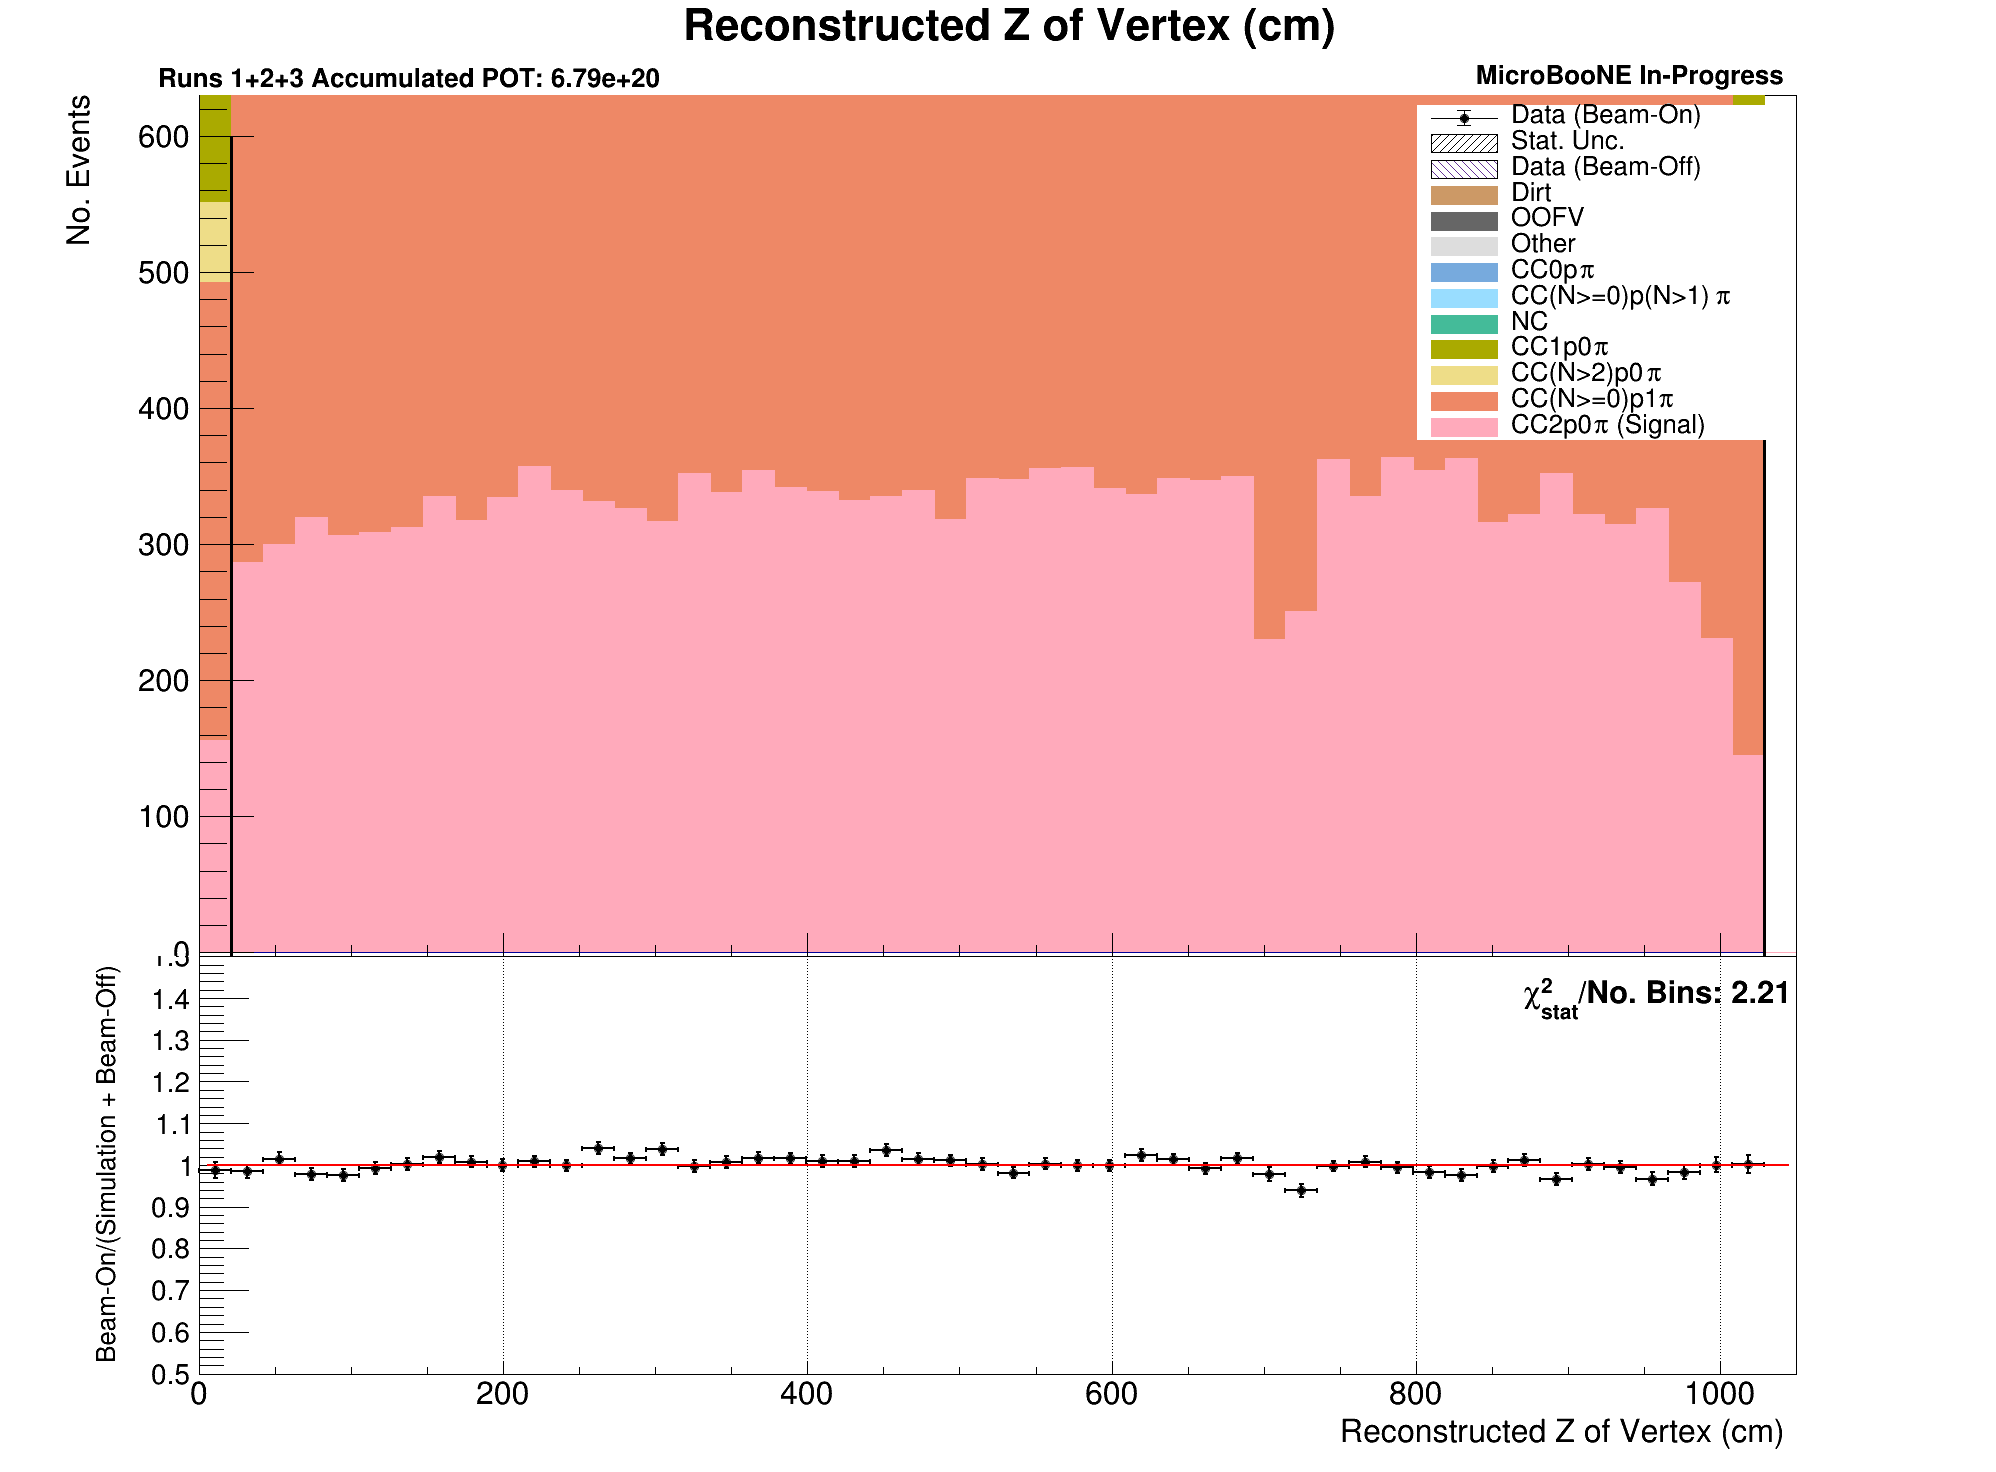 Reconstructed Z of Vertex (cm)
Runs 1+2+3 Accumulated POT: 6.79e+20
MicroBooNE In-Progress
No. Events
600
500
400
300
200
100
0
Data (Beam-On)
Stat. Unc.
Data (Beam-Off)
Dirt
OOFV
Other
CC0pπ
CC(N>=0)p(N>1) π
NC
CC1p0π
CC(N>2)p0π
CC(N>=0)p1π
CC2p0π (Signal)
Beam-On/(Simulation + Beam-Off)
1.5
1.4
1.3
1.2
1.1
1
0.9
0.8
0.7
0.6
0.5
χ²stat/No. Bins: 2.21
0 200 400 600 800 1000
Reconstructed Z of Vertex (cm)